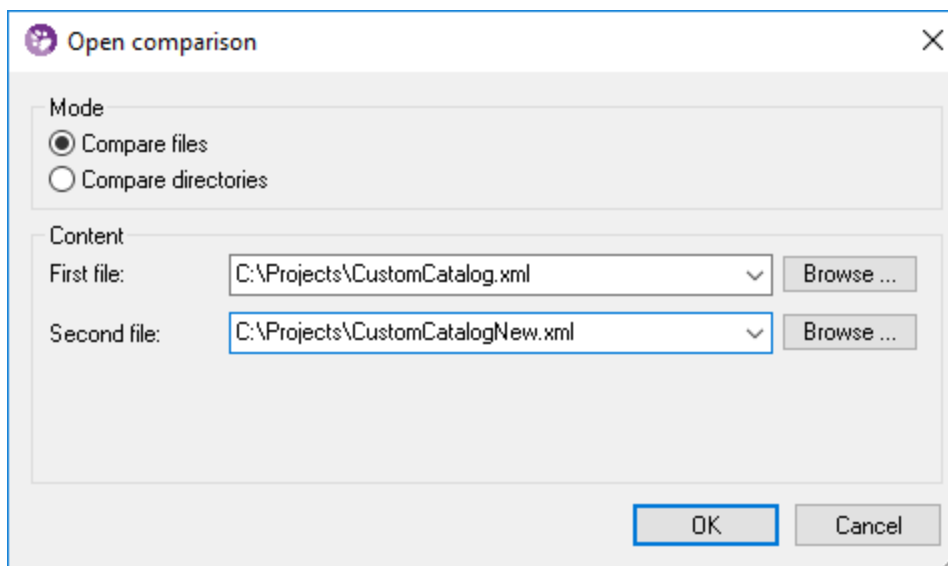 Open comparison
Mode
Compare files
Compare directories
Content
First file: C:\Projects\CustomCatalog.xml Browse ...
Second file: C:\Projects\CustomCatalogNew.xml Browse ...
OK Cancel